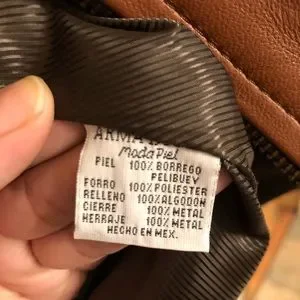 Moda Piel
PIEL 100% BORREGO
PELIBUEY
FORRO 100% POLIESTER
RELLENO 100% ALGODON
CIERRE 100% METAL
HERRAJE 100% METAL
HECHO EN MEX.